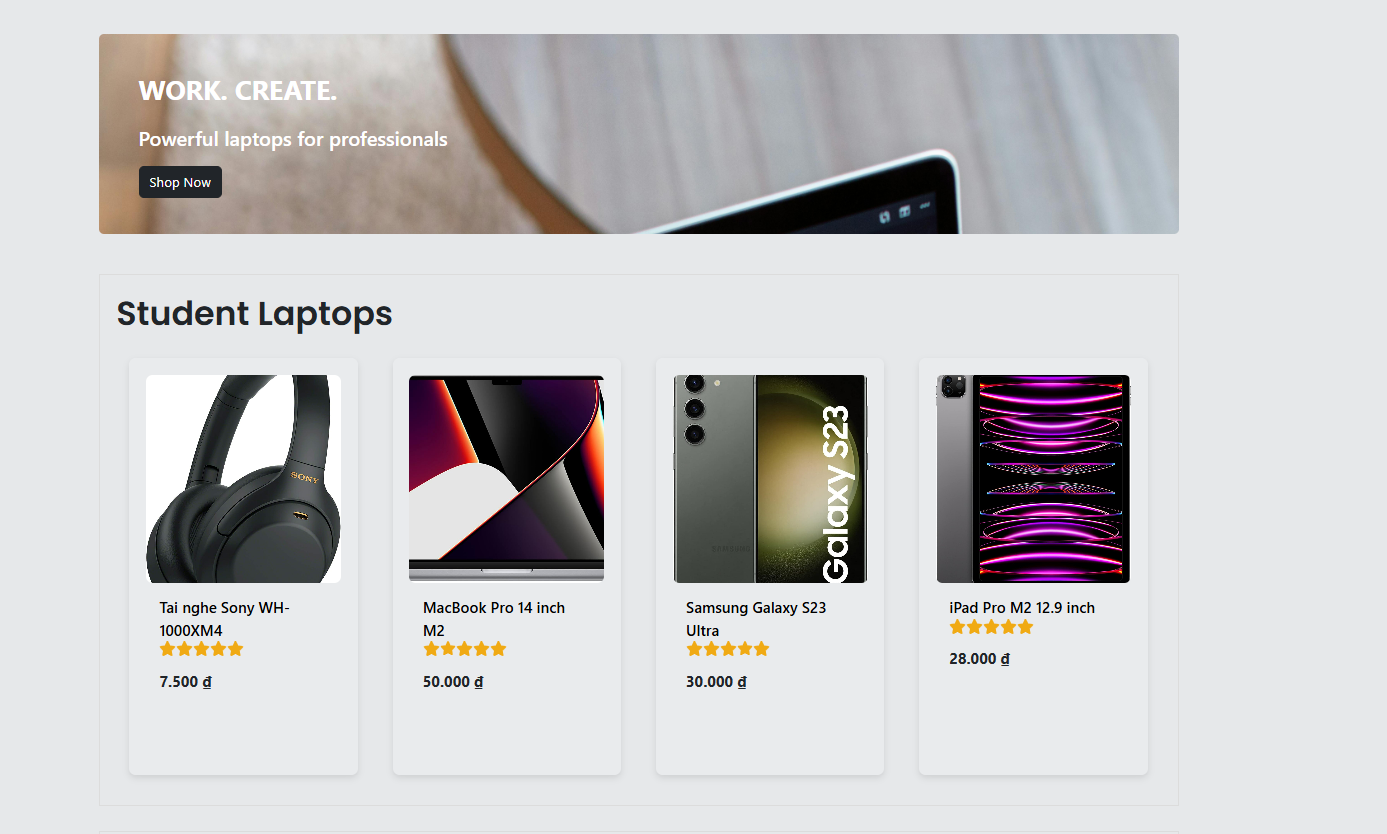 WORK. CREATE.
Powerful laptops for professionals
Shop Now
Student Laptops
SONY
Galaxy S23
SAMSUNG
Tai nghe Sony WH-
1000XM4
7.500 ₫
MacBook Pro 14 inch
M2
50.000 ₫
Samsung Galaxy S23
Ultra
30.000 ₫
iPad Pro M2 12.9 inch
28.000 ₫